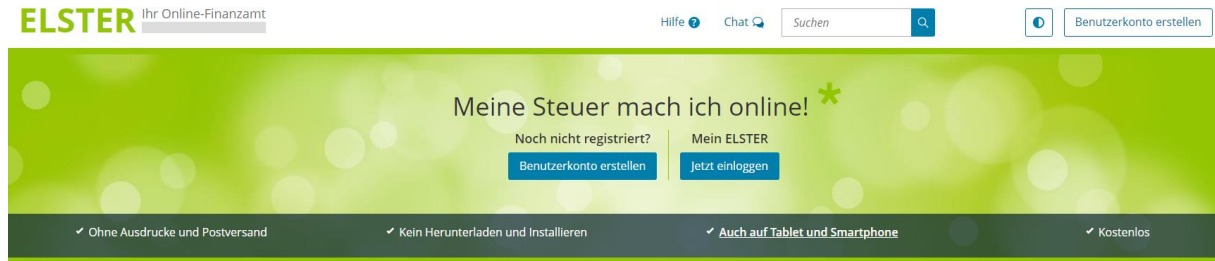 ELSTER Ihr Online-Finanzamt
Hilfe ? Chat Suchen Benutzerkonto erstellen
Meine Steuer mach ich online! *
Noch nicht registriert? Mein ELSTER
Benutzerkonto erstellen Jetzt einloggen
✔ Ohne Ausdrucke und Postversand ✔ Kein Herunterladen und Installieren ✔ Auch auf Tablet und Smartphone ✔ Kostenlos